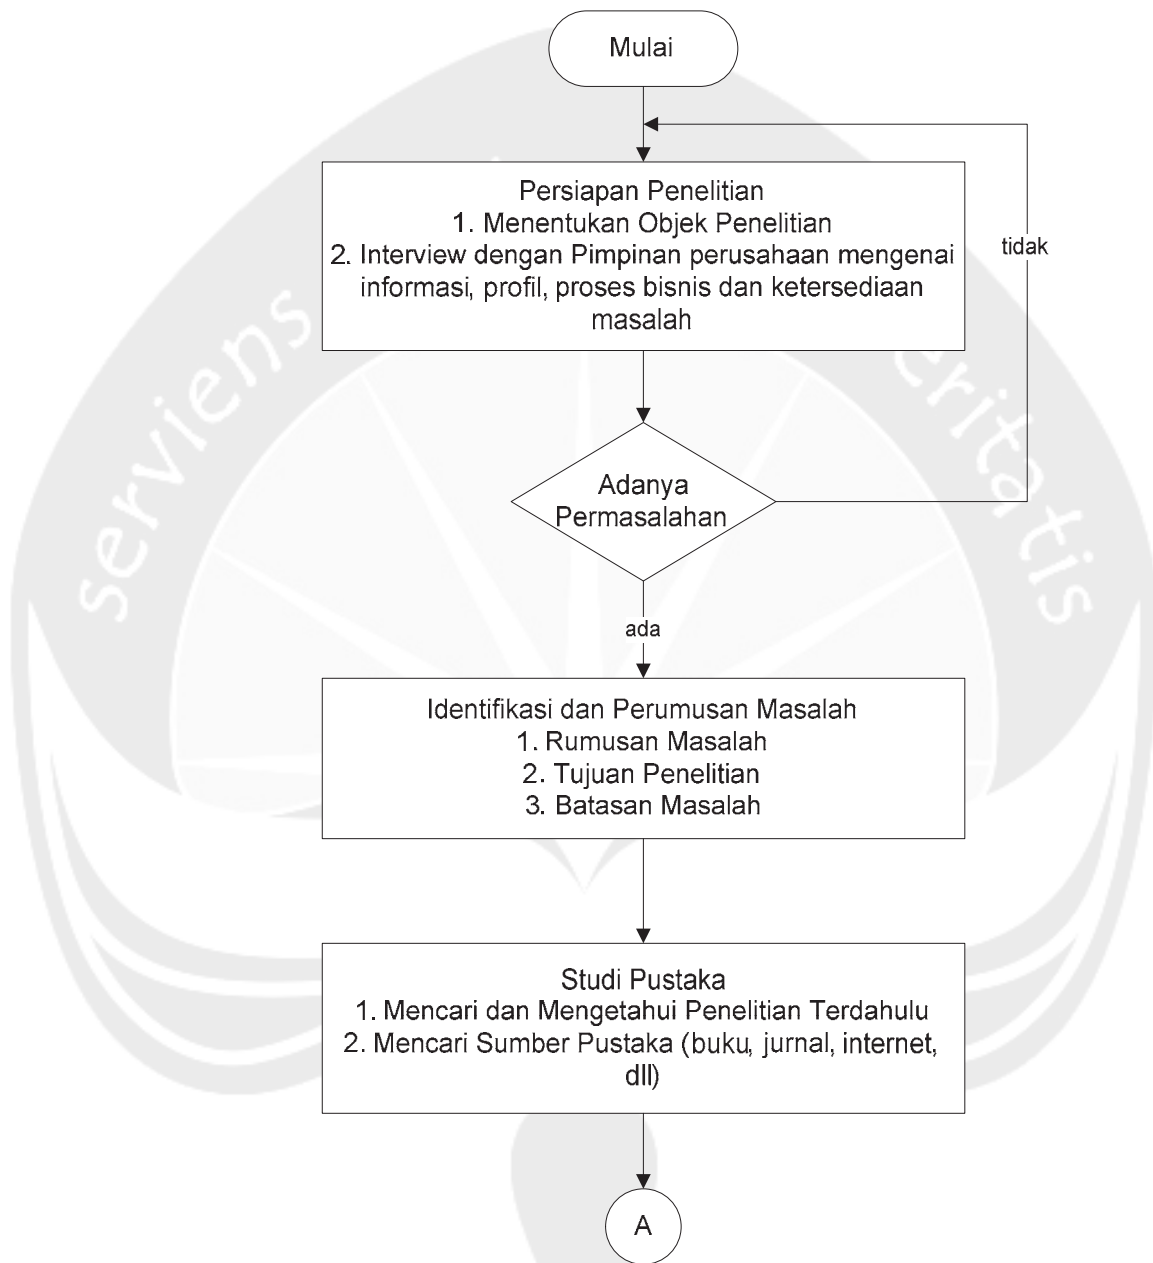 Mulai
Persiapan Penelitian
1. Menentukan Objek Penelitian
2. Interview dengan Pimpinan perusahaan mengenai
informasi, profil, proses bisnis dan ketersediaan
masalah
tidak
serviens
eritatis
Adanya
Permasalahan
ada
Identifikasi dan Perumusan Masalah
1. Rumusan Masalah
2. Tujuan Penelitian
3. Batasan Masalah
Studi Pustaka
1. Mencari dan Mengetahui Penelitian Terdahulu
2. Mencari Sumber Pustaka (buku, jurnal, internet,
dll)
A